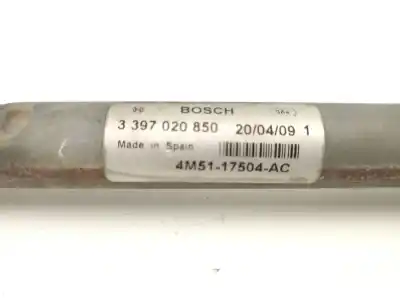 BOSCH
3 397 020 850 20/04/09 1
Made in Spain
4M51-17504-AC